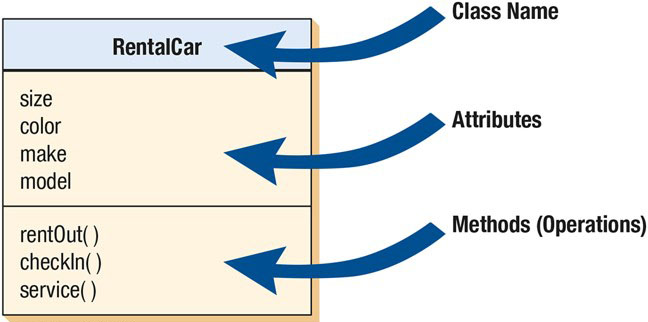 Class Name
RentalCar
size
color
Attributes
make
model
Methods (Operations)
rentOut( )
checkIn( )
service( )